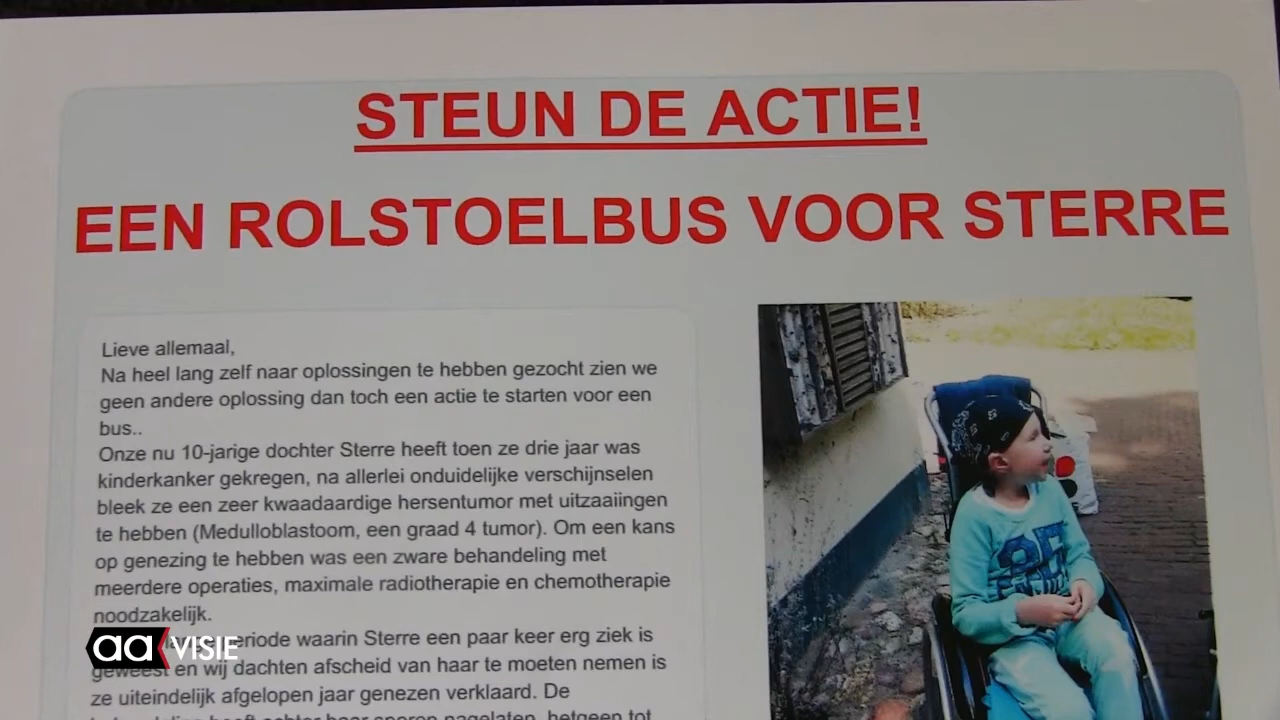 STEUN DE ACTIE!
EEN ROLSTOELBUS VOOR STERRE
Lieve allemaal,
Na heel lang zelf naar oplossingen te hebben gezocht zien we
geen andere oplossing dan toch een actie te starten voor een
bus..
Onze nu 10-jarige dochter Sterre heeft toen ze drie jaar was
kinderkanker gekregen, na allerlei onduidelijke verschijnselen
bleek ze een zeer kwaadaardige hersentumor met uitzaaiingen
te hebben (Medulloblastoom, een graad 4 tumor). Om een kans
op genezing te hebben was een zware behandeling met
meerdere operaties, maximale radiotherapie en chemotherapie
noodzakelijk.
waarin Sterre een paar keer erg ziek is
geweest en wij dachten afscheid van haar te moeten nemen is
ze uiteindelijk afgelopen jaar genezen verklaard. De
aa VISIE